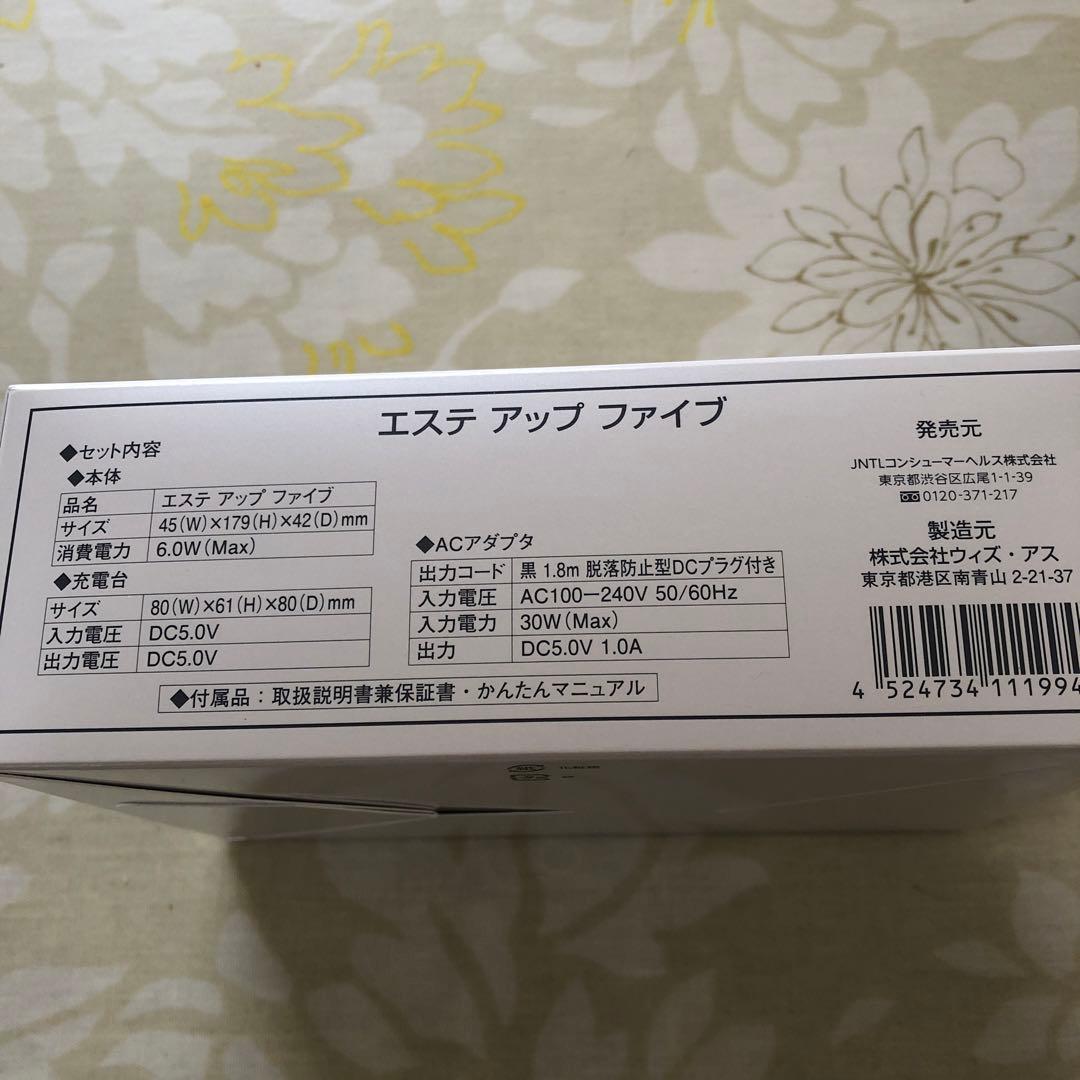 エステ アップ ファイブ
◆セット内容
◆本体
品名 エステ アップ ファイブ
サイズ 45(W)×179(H)×42(D)mm
消費電力 6.0W(Max)
◆充電台
サイズ 80(W)×61(H)×80(D)mm
入力電圧 DC5.0V
出力電圧 DC5.0V
◆ACアダプタ
出力コード 黒 1.8m 脱落防止型DCプラグ付き
入力電圧 AC100-240V 50/60Hz
入力電力 30W(Max)
出力 DC5.0V 1.0A
◆付属品：取扱説明書兼保証書・かんたんマニュアル
発売元
JNTLコンシューマーヘルス株式会社
東京都渋谷区広尾1-1-39
0120-371-217
製造元
株式会社ウィズ・アス
東京都港区南青山 2-21-37
4 524734 111994